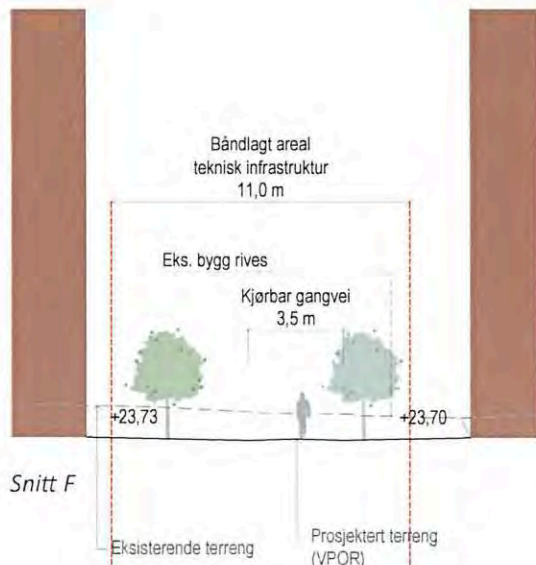 Båndlagt areal
teknisk infrastruktur
11,0 m
Eks. bygg rives
Kjørbar gangvei
3,5 m
+23,73
+23,70
Snitt F
Eksisterende terreng
Prosjektert terreng
(VPOR)